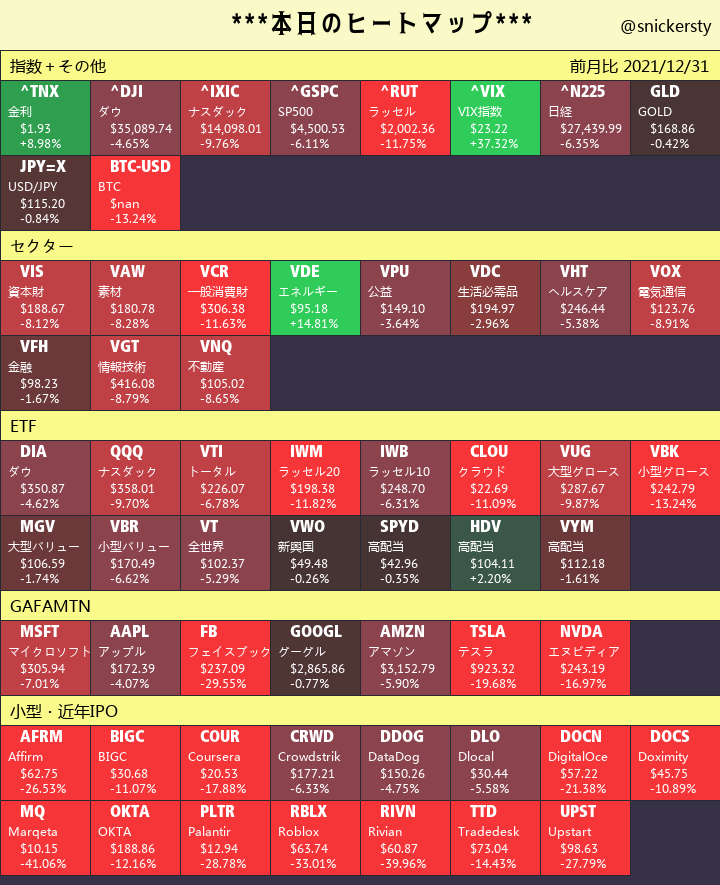 ***本日のヒートマップ***
@snickersty
指数+その他 前月比 2021/12/31
^TNX ^DJI ^IXIC ^GSPC ^RUT ^VIX ^N225 GLD
金利 ダウ ナスダック SP500 ラッセル VIX指数 日経 GOLD
$1.93 $35,089.74 $14,098.01 $4,500.53 $2,002.36 $23.22 $27,439.99 $168.86
+8.98% -4.65% -9.76% -6.11% -11.75% +37.32% -6.35% -0.42%
JPY=X BTC-USD
USD/JPY BTC
$115.20 $nan
-0.84% -13.24%
セクター
VIS VAW VCR VDE VPU VDC VHT VOX
資本財 素材 一般消費財 エネルギー 公益 生活必需品 ヘルスケア 電気通信
$188.67 $180.78 $306.38 $95.18 $149.10 $194.97 $246.44 $123.76
-8.12% -8.28% -11.63% +14.81% -3.64% -2.96% -5.38% -8.91%
VFH VGT VNQ
金融 情報技術 不動産
$98.23 $416.08 $105.02
-1.67% -8.79% -8.65%
ETF
DIA QQQ VTI IWM IWB CLOU VUG VBK
ダウ ナスダック トータル ラッセル20 ラッセル10 クラウド 大型グロース 小型グロース
$350.87 $358.01 $226.07 $198.38 $248.70 $22.69 $287.67 $242.79
-4.62% -9.70% -6.78% -11.82% -6.31% -11.09% -9.87% -13.24%
MGV VBR VT VWO SPYD HDV VYM
大型バリュー 小型バリュー 全世界 新興国 高配当 高配当 高配当
$106.59 $170.49 $102.37 $49.48 $42.96 $104.11 $112.18
-1.74% -6.62% -5.29% -0.26% -0.35% +2.20% -1.61%
GAFAMTN
MSFT AAPL FB GOOGL AMZN TSLA NVDA
マイクロソフト アップル フェイスブック グーグル アマゾン テスラ エヌビディア
$305.94 $172.39 $237.09 $2,865.86 $3,152.79 $923.32 $243.19
-7.01% -4.07% -29.55% -0.77% -5.90% -19.68% -16.97%
小型・近年IPO
AFRM BIGC COUR CRWD DDOG DLO DOCN DOCS
Affirm BIGC Coursera Crowdstrik DataDog Dlocal DigitalOce Doximity
$62.75 $30.68 $20.53 $177.21 $150.26 $30.44 $57.22 $45.75
-26.53% -11.07% -17.88% -6.33% -4.75% -5.58% -21.38% -10.89%
MQ OKTA PLTR RBLX RIVN TTD UPST
Marqeta OKTA Palantir Roblox Rivian Tradedesk Upstart
$10.15 $188.86 $12.94 $63.74 $60.87 $73.04 $98.63
-41.06% -12.16% -28.78% -33.01% -39.96% -14.43% -27.79%